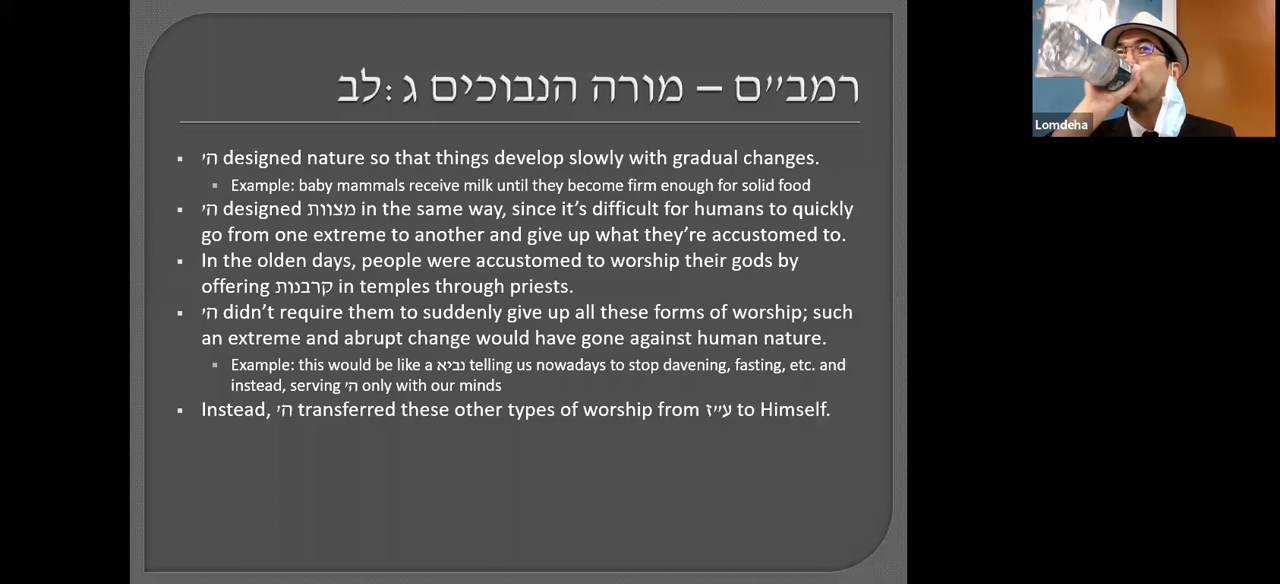 רמב״ם – מורה הנבוכים ג:לב
▪ ה׳ designed nature so that things develop slowly with gradual changes.
▪ Example: baby mammals receive milk until they become firm enough for solid food
▪ ה׳ designed מצוות in the same way, since it’s difficult for humans to quickly
go from one extreme to another and give up what they’re accustomed to.
▪ In the olden days, people were accustomed to worship their gods by
offering קרבנות in temples through priests.
▪ ה׳ didn’t require them to suddenly give up all these forms of worship; such
an extreme and abrupt change would have gone against human nature.
▪ Example: this would be like a נביא telling us nowadays to stop davening, fasting, etc. and
instead, serving ה׳ only with our minds
▪ Instead, ה׳ transferred these other types of worship from ע״ז to Himself.
Lomdeha